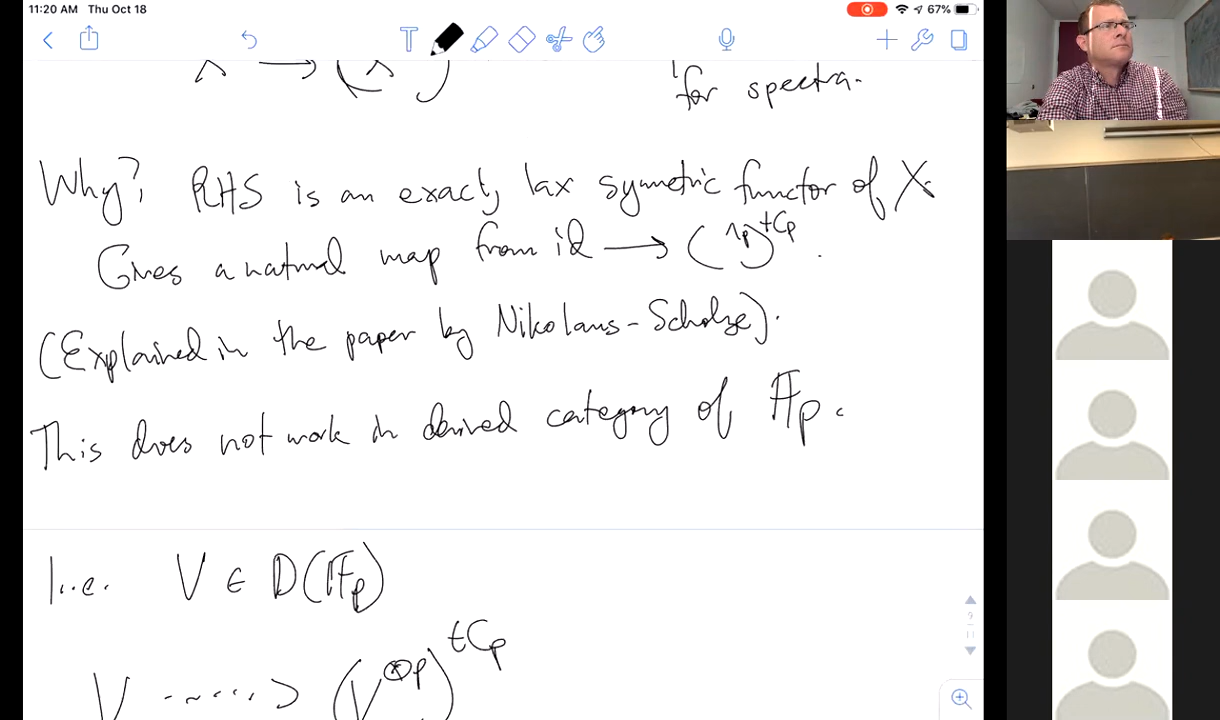 11:20 AM Thu Oct 18
67%
X → (X )
for spectra.
Why? RHS is an exact, lax symmetric functor of X.
Gives a natural map from id → (^p)^tCp.
(Explained in the paper by Nikolaus-Scholze).
This does not work in derived category of 𝔽p.
I.e. V ∈ D(𝔽p)
V ⇢ (V^⊗p)^tCp